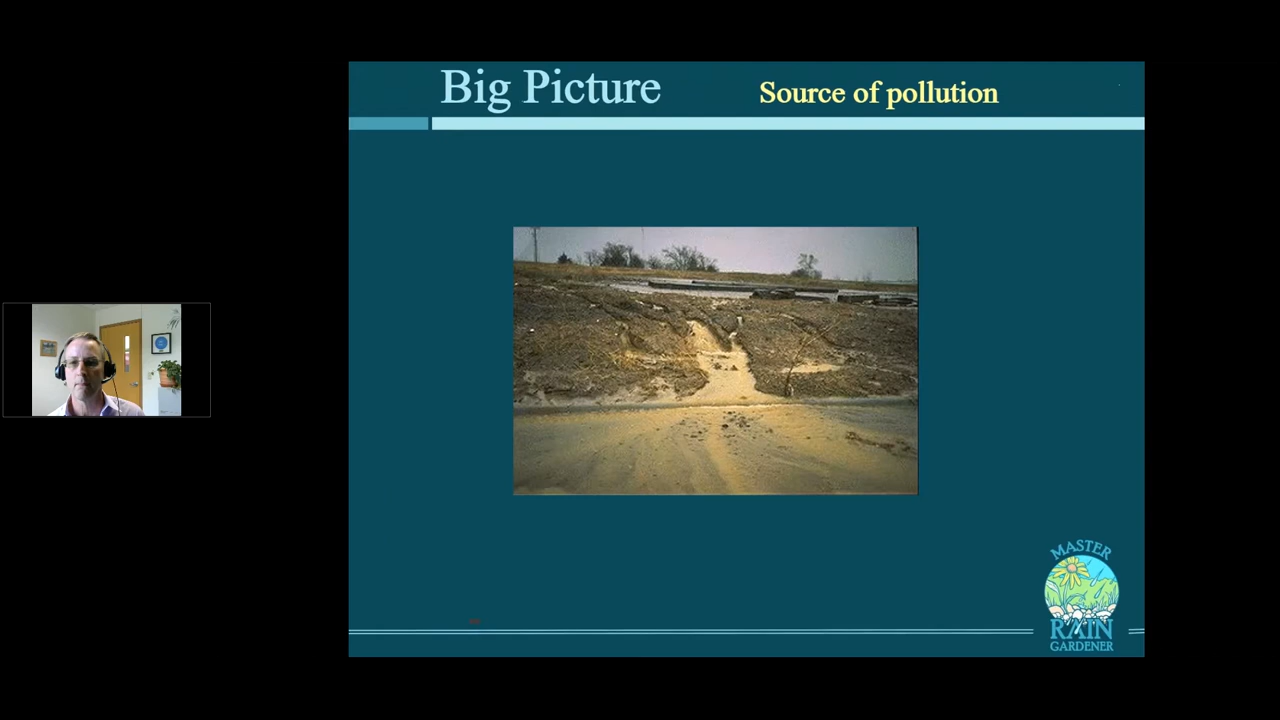 Big Picture
Source of pollution
MASTER
RAIN
GARDENER